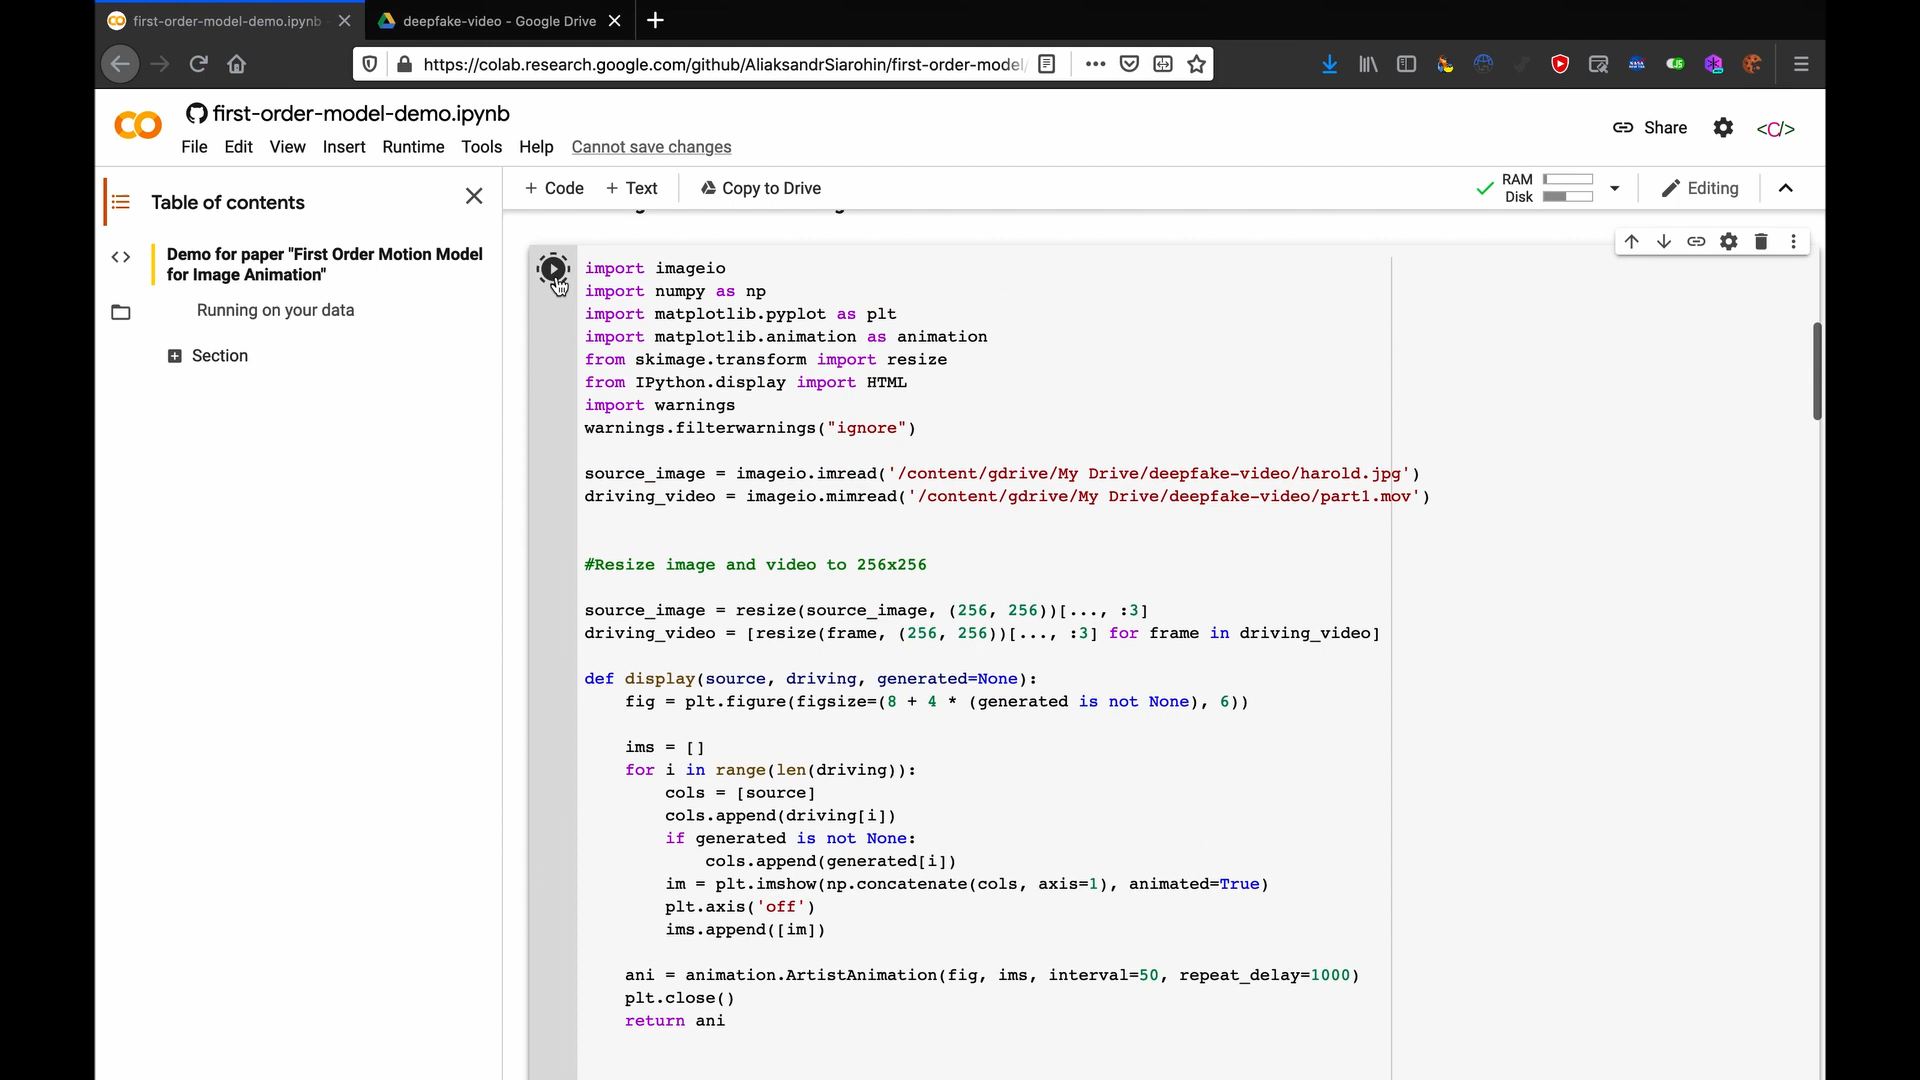 first-order-model-demo.ipynb
deepfake-video - Google Drive
https://colab.research.google.com/github/AliaksandrSiarohin/first-order-model/
first-order-model-demo.ipynb
File Edit View Insert Runtime Tools Help Cannot save changes
Share
Table of contents
+ Code + Text Copy to Drive
RAM
Disk
Editing
Demo for paper "First Order Motion Model
for Image Animation"
Running on your data
Section
import imageio
import numpy as np
import matplotlib.pyplot as plt
import matplotlib.animation as animation
from skimage.transform import resize
from IPython.display import HTML
import warnings
warnings.filterwarnings("ignore")
source_image = imageio.imread('/content/gdrive/My Drive/deepfake-video/harold.jpg')
driving_video = imageio.mimread('/content/gdrive/My Drive/deepfake-video/part1.mov')
#Resize image and video to 256x256
source_image = resize(source_image, (256, 256))[..., :3]
driving_video = [resize(frame, (256, 256))[..., :3] for frame in driving_video]
def display(source, driving, generated=None):
    fig = plt.figure(figsize=(8 + 4 * (generated is not None), 6))
    ims = []
    for i in range(len(driving)):
        cols = [source]
        cols.append(driving[i])
        if generated is not None:
            cols.append(generated[i])
        im = plt.imshow(np.concatenate(cols, axis=1), animated=True)
        plt.axis('off')
        ims.append([im])
    ani = animation.ArtistAnimation(fig, ims, interval=50, repeat_delay=1000)
    plt.close()
    return ani